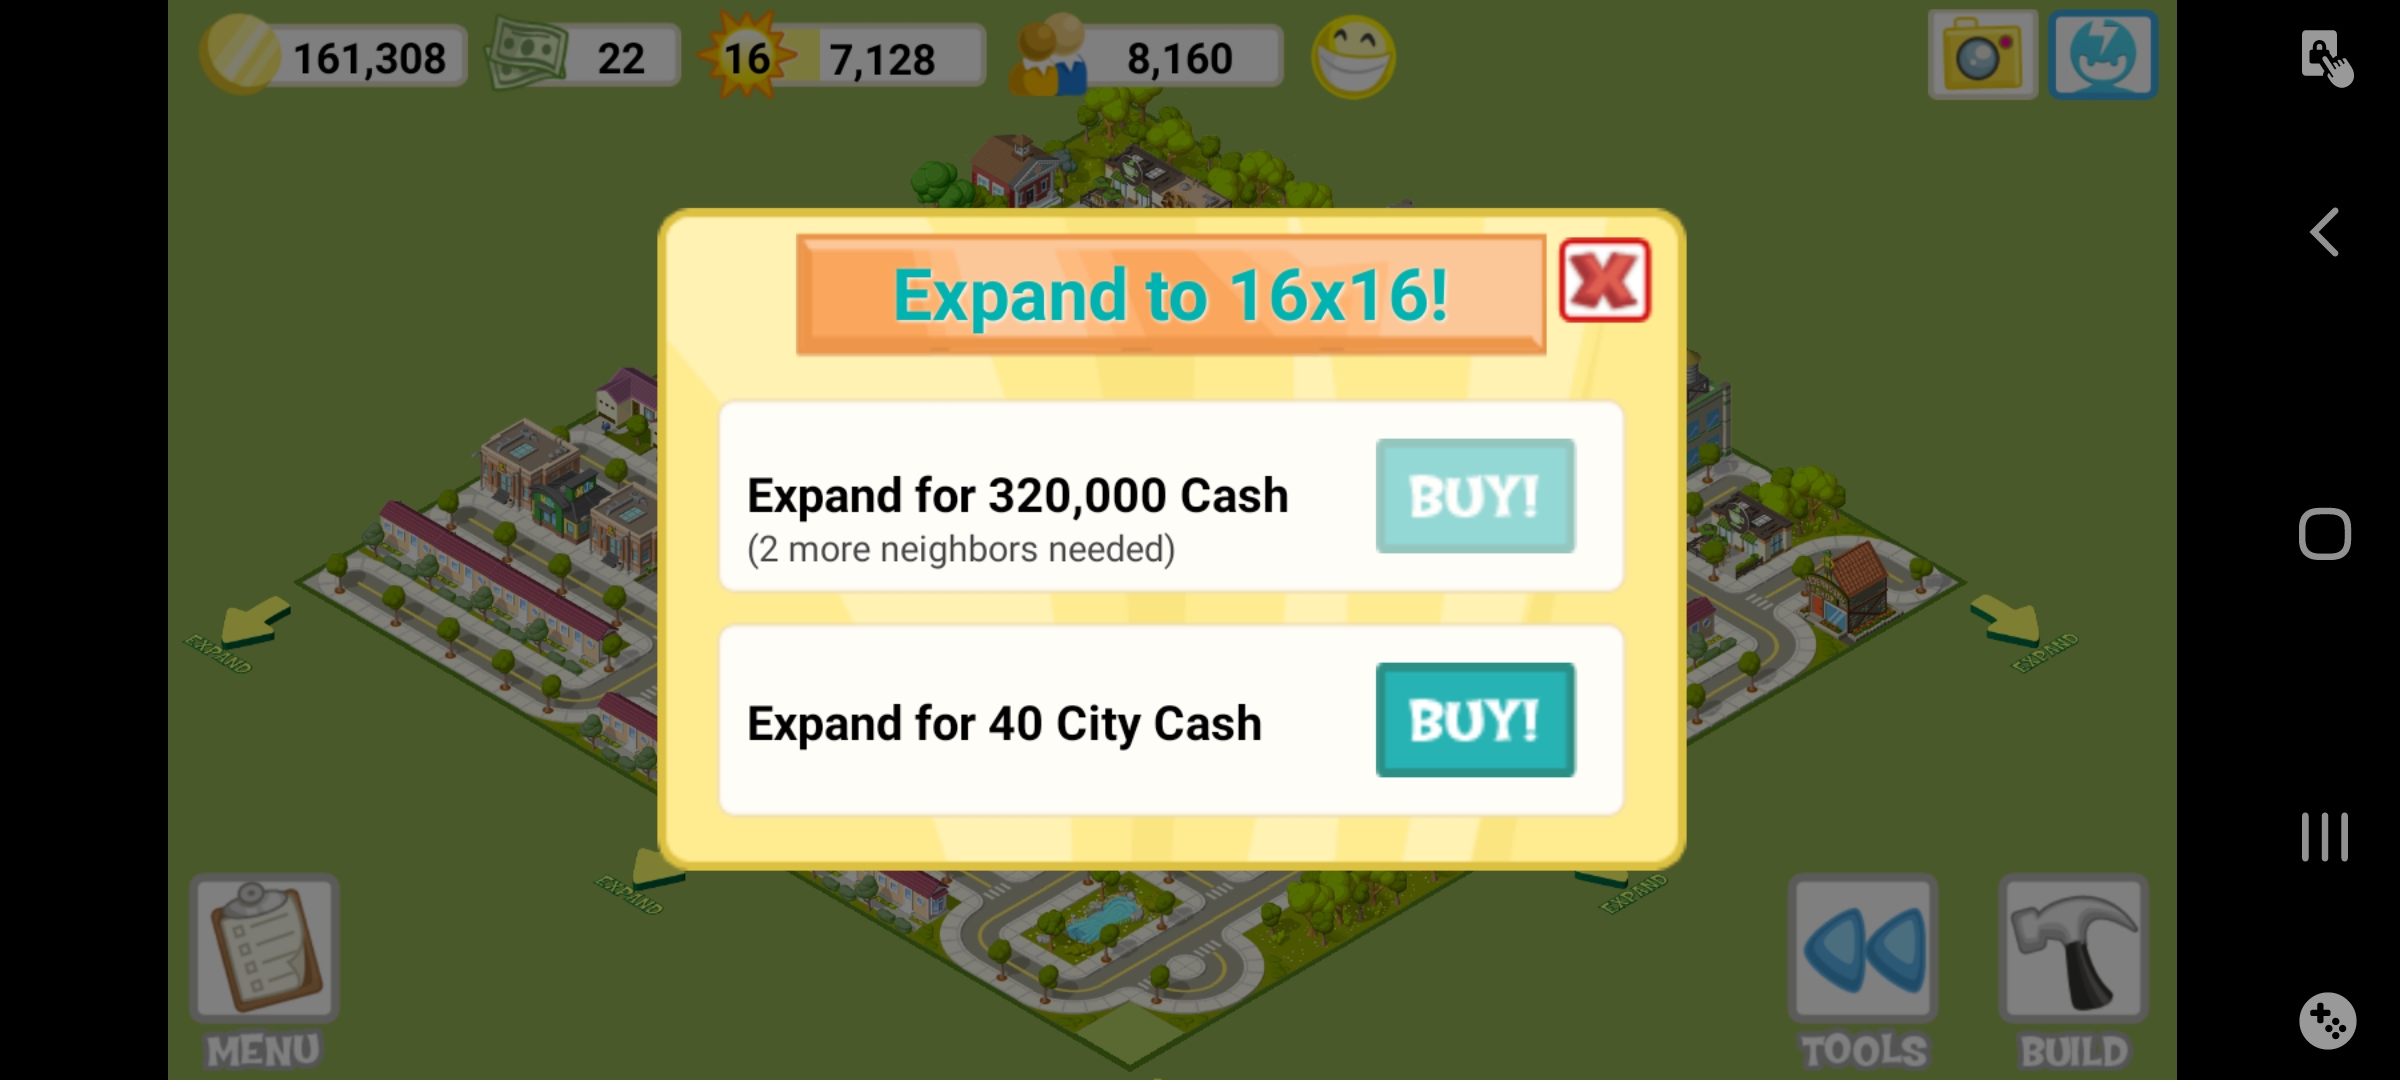 161,308
22
16
7,128
8,160
Expand to 16x16!
Expand for 320,000 Cash
(2 more neighbors needed)
BUY!
Expand for 40 City Cash
BUY!
EXPAND
EXPAND
EXPAND
EXPAND
MENU
TOOLS
BUILD